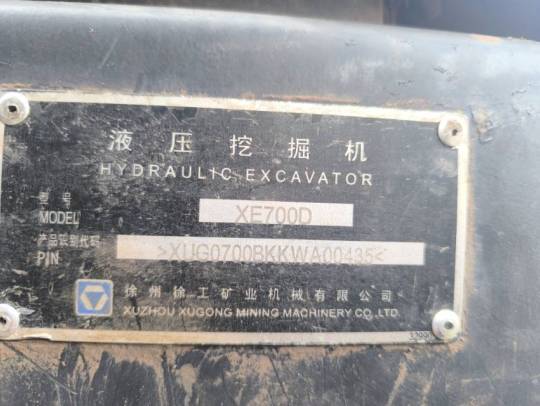 液压挖掘机
HYDRAULIC EXCAVATOR
型号
MODEL XE700D
产品识别代码
PIN >XUG0700BKKWA00435<
徐州徐工矿业机械有限公司
XUZHOU XUGONG MINING MACHINERY CO.,LTD.